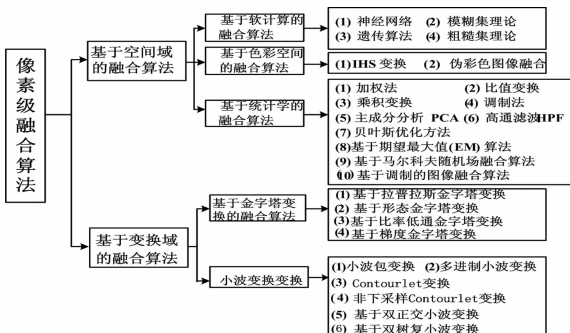 像素级融合算法
基于空间域
的融合算法
基于软计算的
融合算法
(1) 神经网络 (2) 模糊集理论
(3) 遗传算法 (4) 粗糙集理论
基于色彩空间
的融合算法
(1)IHS 变换 (2) 伪彩色图像融合
基于统计学的
融合算法
(1) 加权法 (2) 比值变换
(3) 乘积变换 (4) 调制法
(5) 主成分分析 PCA (6) 高通滤波HPF
(7) 贝叶斯优化方法
(8)基于期望最大值(EM) 算法
(9) 基于马尔科夫随机场融合算法
(10) 基于调制的图像融合算法
基于变换域
的融合算法
基于金字塔变
换的融合算法
(1) 基于拉普拉斯金字塔变换
(2) 基于形态金字塔变换
(3)基于比率低通金字塔变换
(4) 基于梯度金字塔变换
小波变换变换
(1)小波包变换 (2)多进制小波变换
(3) Contourlet变换
(4) 非下采样Contourlet变换
(5) 基于双正交小波变换
(6) 基于双树复小波变换